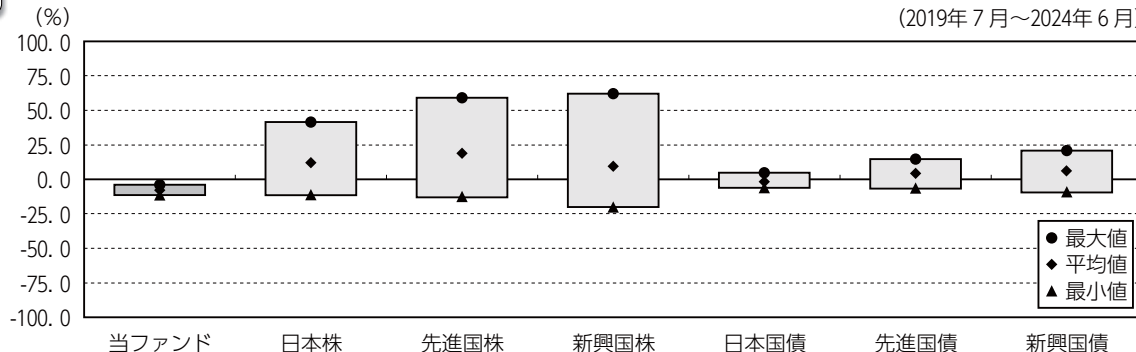 (%)
(2019年7月～2024年6月)
100.0
75.0
50.0
25.0
0.0
-25.0
-50.0
-75.0
-100.0
● 最大値
◆ 平均値
▲ 最小値
当ファンド 日本株 先進国株 新興国株 日本国債 先進国債 新興国債